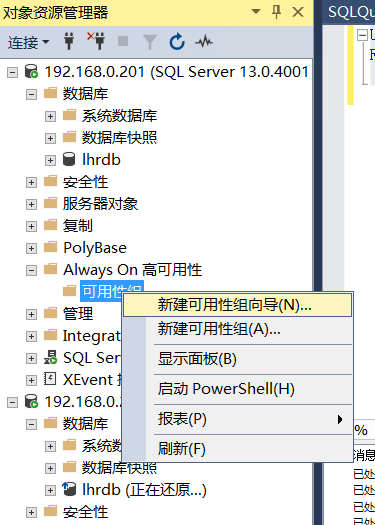 对象资源管理器
SQLQu
连接
192.168.0.201 (SQL Server 13.0.4001
数据库
系统数据库
数据库快照
lhrdb
安全性
服务器对象
复制
PolyBase
Always On 高可用性
可用性组
新建可用性组向导(N)...
管理
新建可用性组(A)...
Integrat
显示面板(B)
SQL Ser
启动 PowerShell(H)
XEvent
报表(P)
192.168.0.
数据库
刷新(F)
%
系统数
消息
数据库快照
已处
lhrdb (正在还原...)
已处
已处
安全性
已处